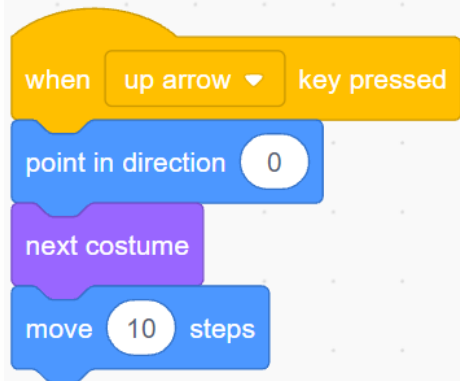 when up arrow key pressed
point in direction 0
next costume
move 10 steps